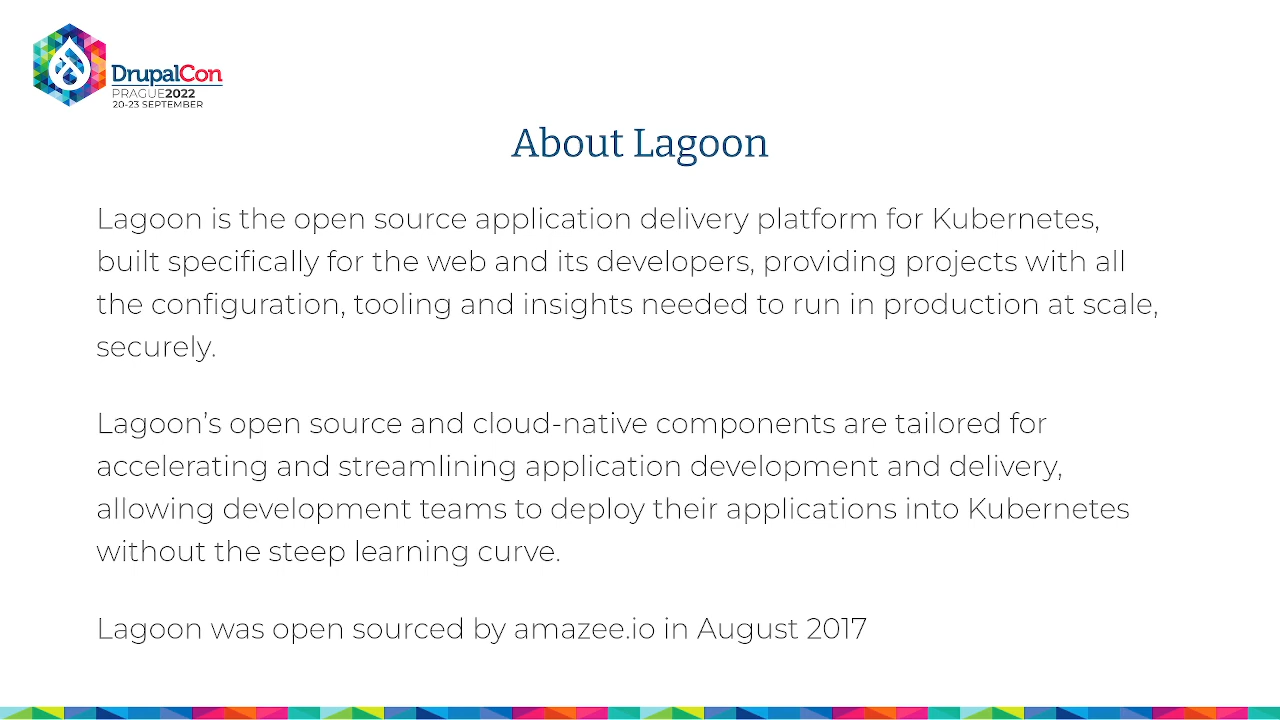 DrupalCon
PRAGUE2022
20-23 SEPTEMBER
About Lagoon
Lagoon is the open source application delivery platform for Kubernetes,
built specifically for the web and its developers, providing projects with all
the configuration, tooling and insights needed to run in production at scale,
securely.
Lagoon’s open source and cloud-native components are tailored for
accelerating and streamlining application development and delivery,
allowing development teams to deploy their applications into Kubernetes
without the steep learning curve.
Lagoon was open sourced by amazee.io in August 2017